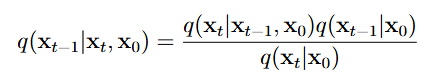 q(x_{t−1}|x_t, x_0) = \frac{q(x_t|x_{t−1}, x_0)q(x_{t−1}|x_0)}{q(x_t|x_0)}